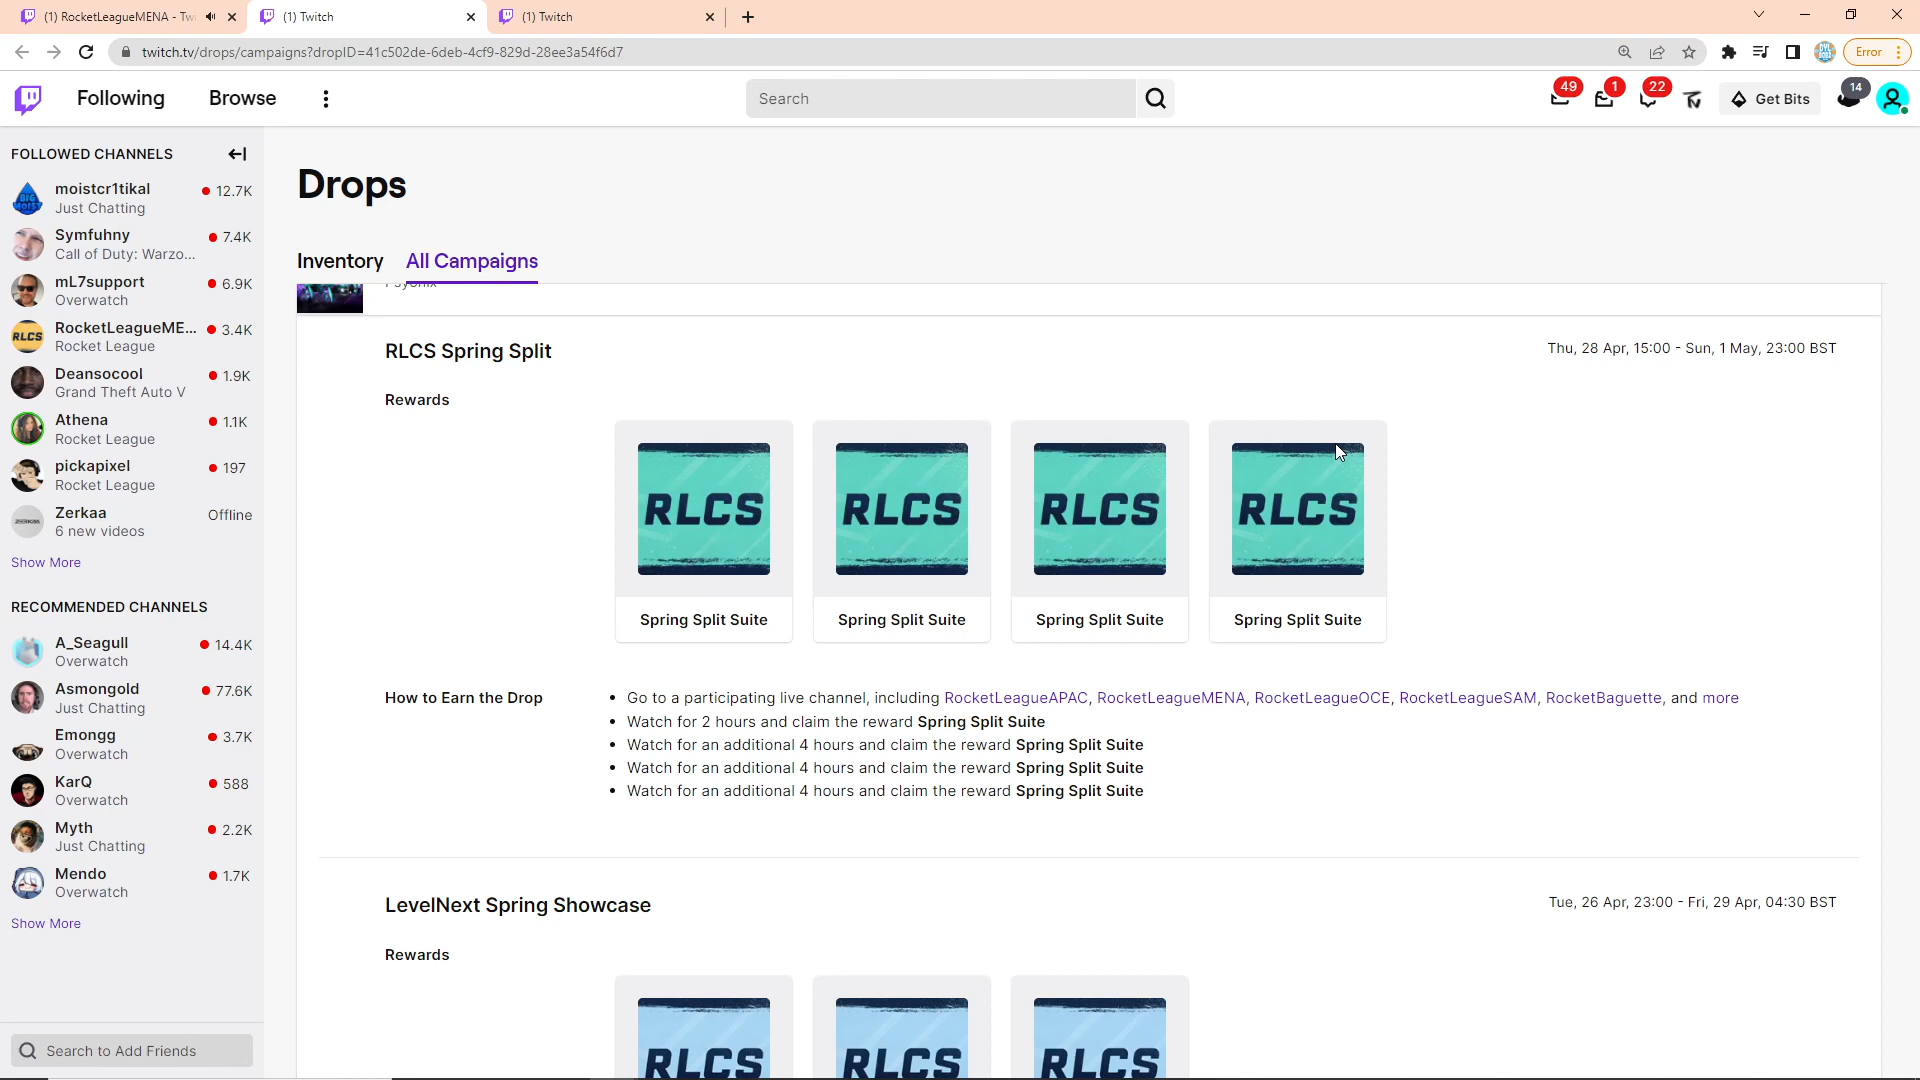 (1) RocketLeagueMENA - Tw
(1) Twitch
(1) Twitch
twitch.tv/drops/campaigns?dropID=41c502de-6deb-4cf9-829d-28ee3a54f6d7
Error
Following
Browse
Search
49
1
22
Get Bits
14
FOLLOWED CHANNELS
moistcr1tikal
12.7K
Just Chatting
Symfuhny
7.4K
Call of Duty: Warzo...
mL7support
6.9K
Overwatch
RocketLeagueME...
3.4K
Rocket League
Deansocool
1.9K
Grand Theft Auto V
Athena
1.1K
Rocket League
pickapixel
197
Rocket League
Zerkaa
Offline
6 new videos
Show More
RECOMMENDED CHANNELS
A_Seagull
14.4K
Overwatch
Asmongold
77.6K
Just Chatting
Emongg
3.7K
Overwatch
KarQ
588
Overwatch
Myth
2.2K
Just Chatting
Mendo
1.7K
Overwatch
Show More
Search to Add Friends
Drops
Inventory
All Campaigns
Psyonix
RLCS Spring Split
Thu, 28 Apr, 15:00 - Sun, 1 May, 23:00 BST
Rewards
RLCS
RLCS
RLCS
RLCS
Spring Split Suite
Spring Split Suite
Spring Split Suite
Spring Split Suite
How to Earn the Drop
• Go to a participating live channel, including RocketLeagueAPAC, RocketLeagueMENA, RocketLeagueOCE, RocketLeagueSAM, RocketBaguette, and more
• Watch for 2 hours and claim the reward Spring Split Suite
• Watch for an additional 4 hours and claim the reward Spring Split Suite
• Watch for an additional 4 hours and claim the reward Spring Split Suite
• Watch for an additional 4 hours and claim the reward Spring Split Suite
LevelNext Spring Showcase
Tue, 26 Apr, 23:00 - Fri, 29 Apr, 04:30 BST
Rewards
RLCS
RLCS
RLCS